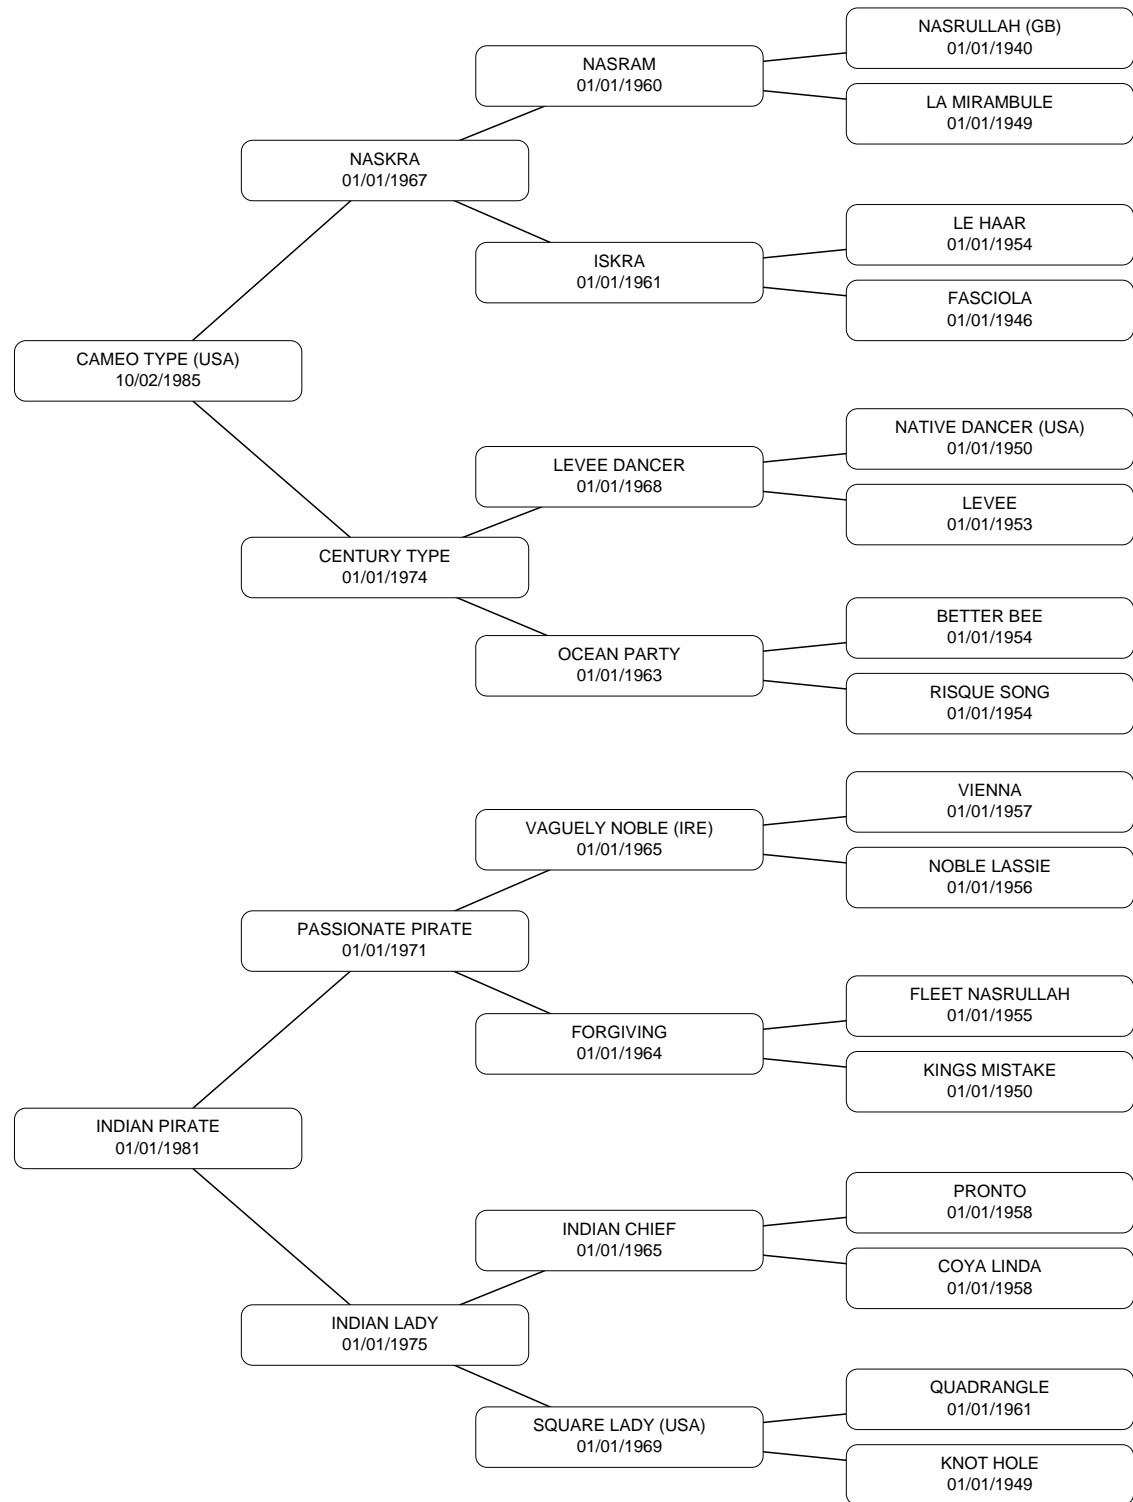 NASRULLAH (GB)
01/01/1940
NASRAM
01/01/1960
LA MIRAMBULE
01/01/1949
NASKRA
01/01/1967
LE HAAR
01/01/1954
ISKRA
01/01/1961
FASCIOLA
01/01/1946
CAMEO TYPE (USA)
10/02/1985
NATIVE DANCER (USA)
01/01/1950
LEVEE DANCER
01/01/1968
LEVEE
01/01/1953
CENTURY TYPE
01/01/1974
BETTER BEE
01/01/1954
OCEAN PARTY
01/01/1963
RISQUE SONG
01/01/1954
VIENNA
01/01/1957
VAGUELY NOBLE (IRE)
01/01/1965
NOBLE LASSIE
01/01/1956
PASSIONATE PIRATE
01/01/1971
FLEET NASRULLAH
01/01/1955
FORGIVING
01/01/1964
KINGS MISTAKE
01/01/1950
INDIAN PIRATE
01/01/1981
PRONTO
01/01/1958
INDIAN CHIEF
01/01/1965
COYA LINDA
01/01/1958
INDIAN LADY
01/01/1975
QUADRANGLE
01/01/1961
SQUARE LADY (USA)
01/01/1969
KNOT HOLE
01/01/1949